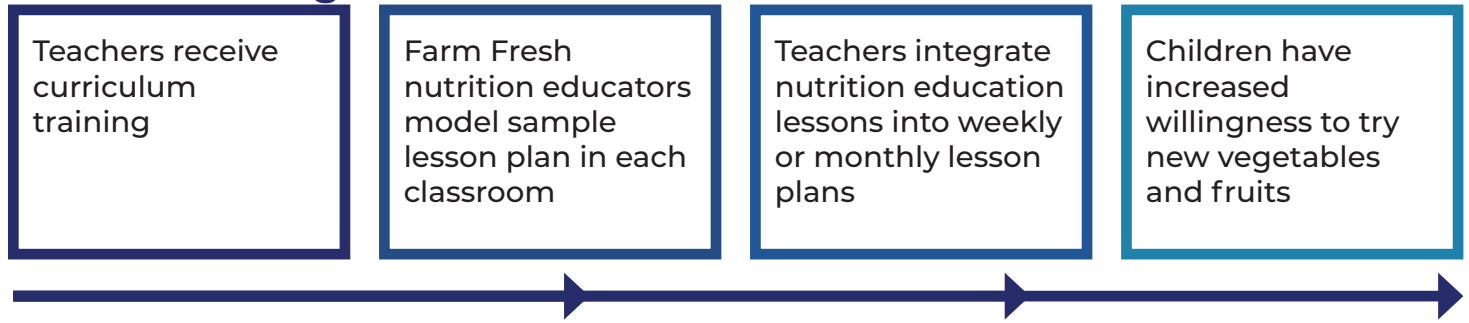 Teachers receive
curriculum
training
Farm Fresh
nutrition educators
model sample
lesson plan in each
classroom
Teachers integrate
nutrition education
lessons into weekly
or monthly lesson
plans
Children have
increased
willingness to try
new vegetables
and fruits